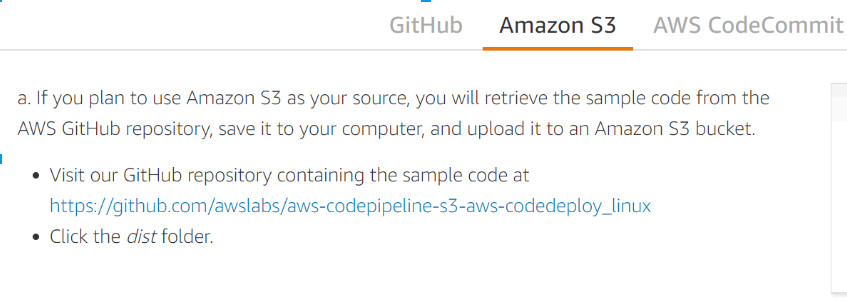 GitHub Amazon S3 AWS CodeCommit
a. If you plan to use Amazon S3 as your source, you will retrieve the sample code from the
AWS GitHub repository, save it to your computer, and upload it to an Amazon S3 bucket.
• Visit our GitHub repository containing the sample code at
https://github.com/awslabs/aws-codepipeline-s3-aws-codedeploy_linux
• Click the dist folder.